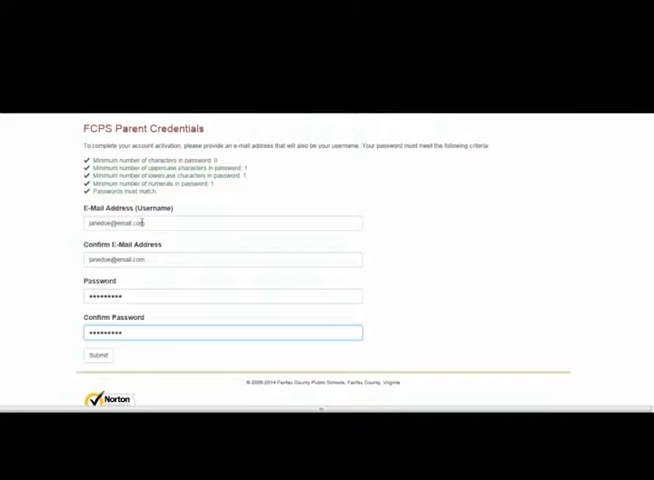 FCPS Parent Credentials
To complete your account activation, please provide an e-mail address that will also be your username. Your password must meet the following criteria:
Minimum number of characters in password: 8
Minimum number of uppercase characters in password: 1
Minimum number of lowercase characters in password: 1
Minimum number of numerals in password: 1
Passwords must match.
E-Mail Address (Username)
janedoe@email.com
Confirm E-Mail Address
janedoe@email.com
Password
•••••••••
Confirm Password
•••••••••
Submit
Fairfax County Public Schools, Fairfax County, Virginia
Norton